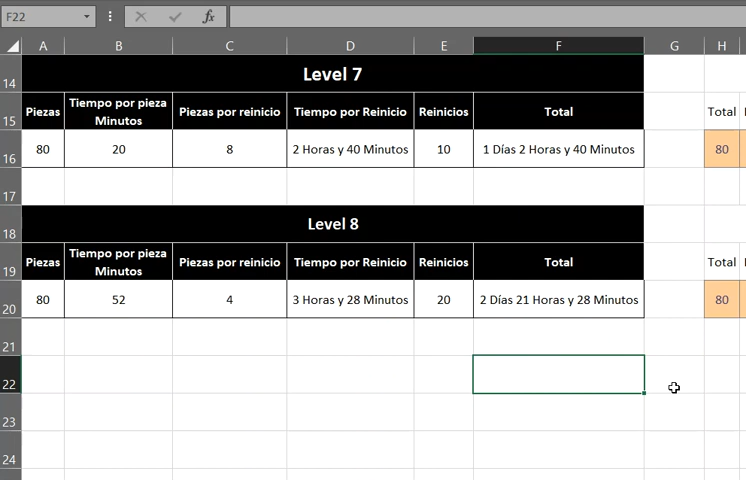 F22
fx
A B C D E F G H
14 Level 7
15 Piezas Tiempo por pieza Minutos Piezas por reinicio Tiempo por Reinicio Reinicios Total Total
16 80 20 8 2 Horas y 40 Minutos 10 1 Días 2 Horas y 40 Minutos 80
17
18 Level 8
19 Piezas Tiempo por pieza Minutos Piezas por reinicio Tiempo por Reinicio Reinicios Total Total
20 80 52 4 3 Horas y 28 Minutos 20 2 Días 21 Horas y 28 Minutos 80
21
22
23
24